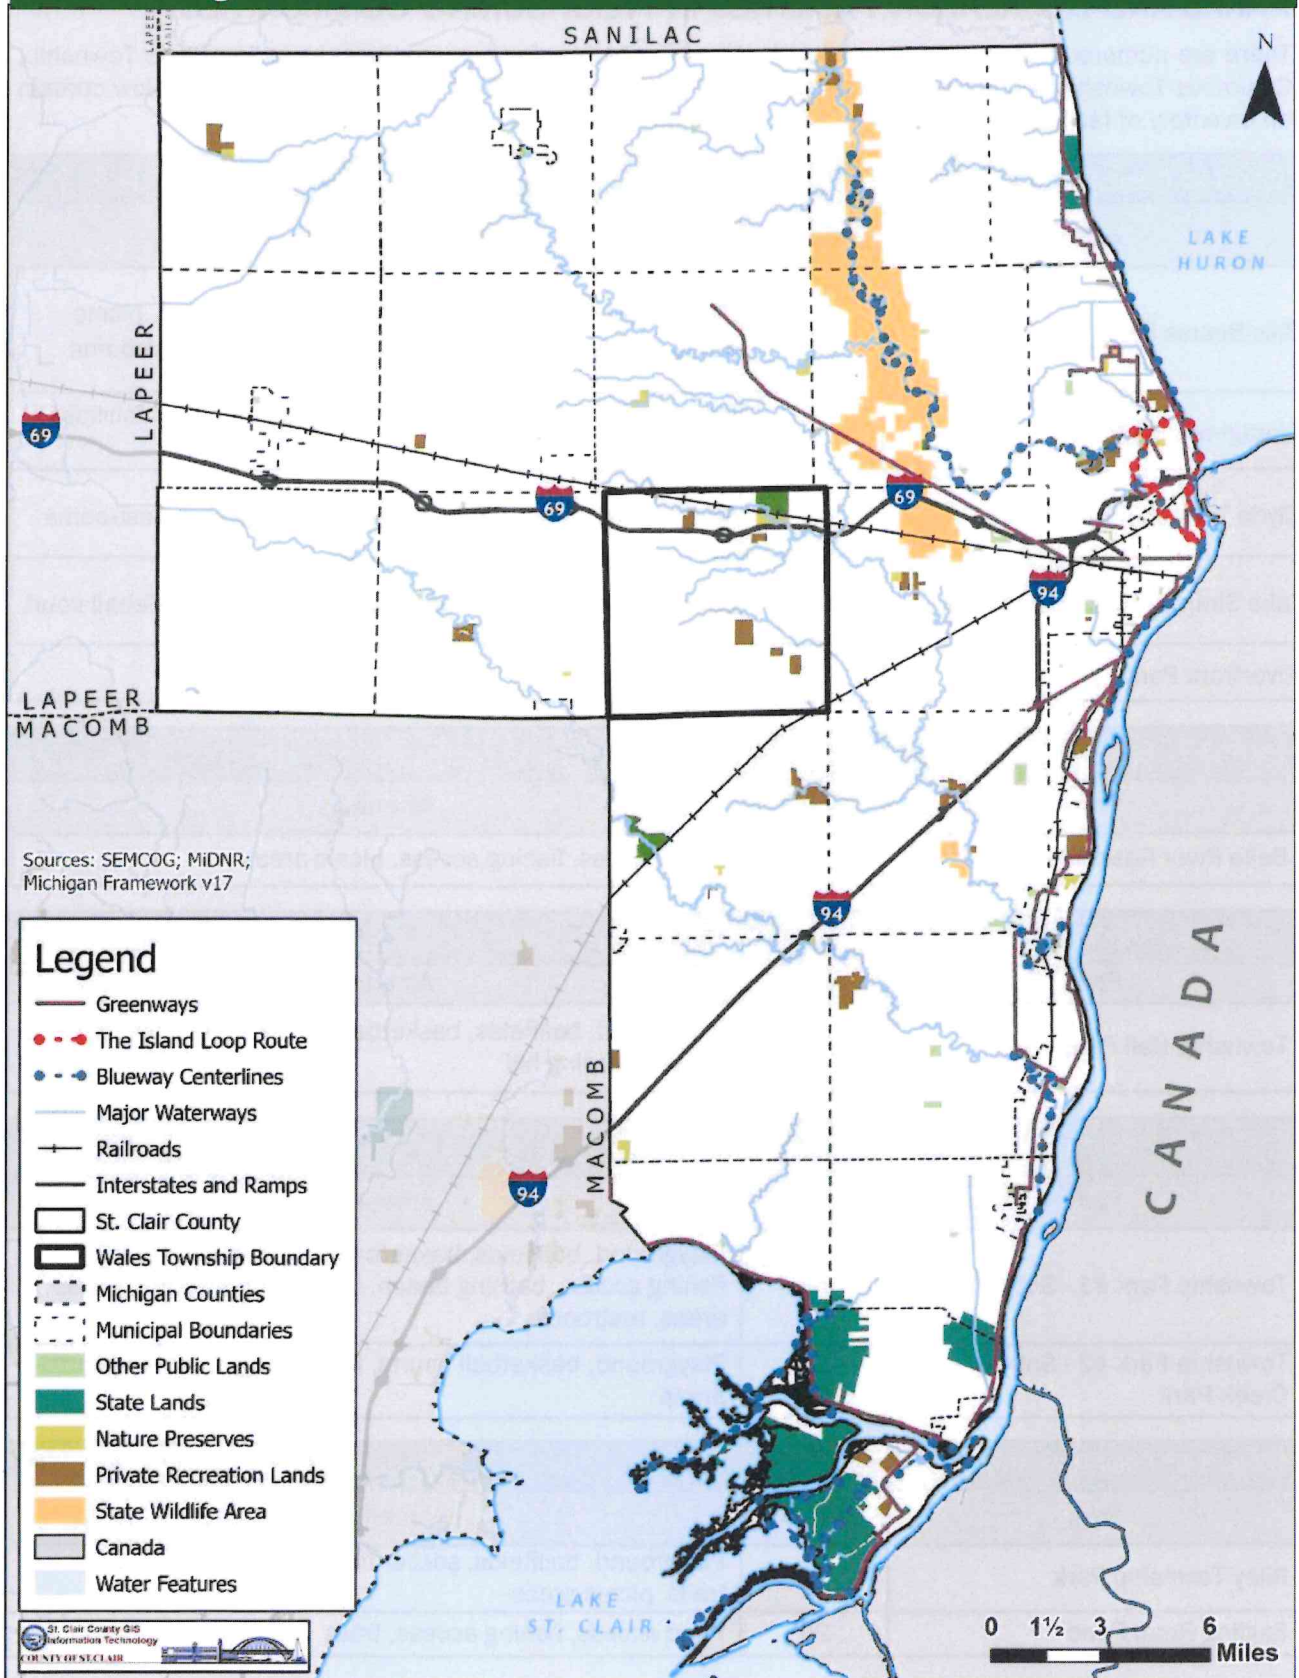 SANILAC
LAPEER
SANILAC
N
LAKE
HURON
LAPEER
69
69
69
94
LAPEER
MACOMB
Sources: SEMCOG; MiDNR;
Michigan Framework v17
94
CANADA
MACOMB
94
Legend
Greenways
The Island Loop Route
Blueway Centerlines
Major Waterways
Railroads
Interstates and Ramps
St. Clair County
Wales Township Boundary
Michigan Counties
Municipal Boundaries
Other Public Lands
State Lands
Nature Preserves
Private Recreation Lands
State Wildlife Area
Canada
Water Features
LAKE
ST. CLAIR
St. Clair County GIS
Information Technology
COUNTY OF ST.CLAIR
0 1½ 3 6
Miles